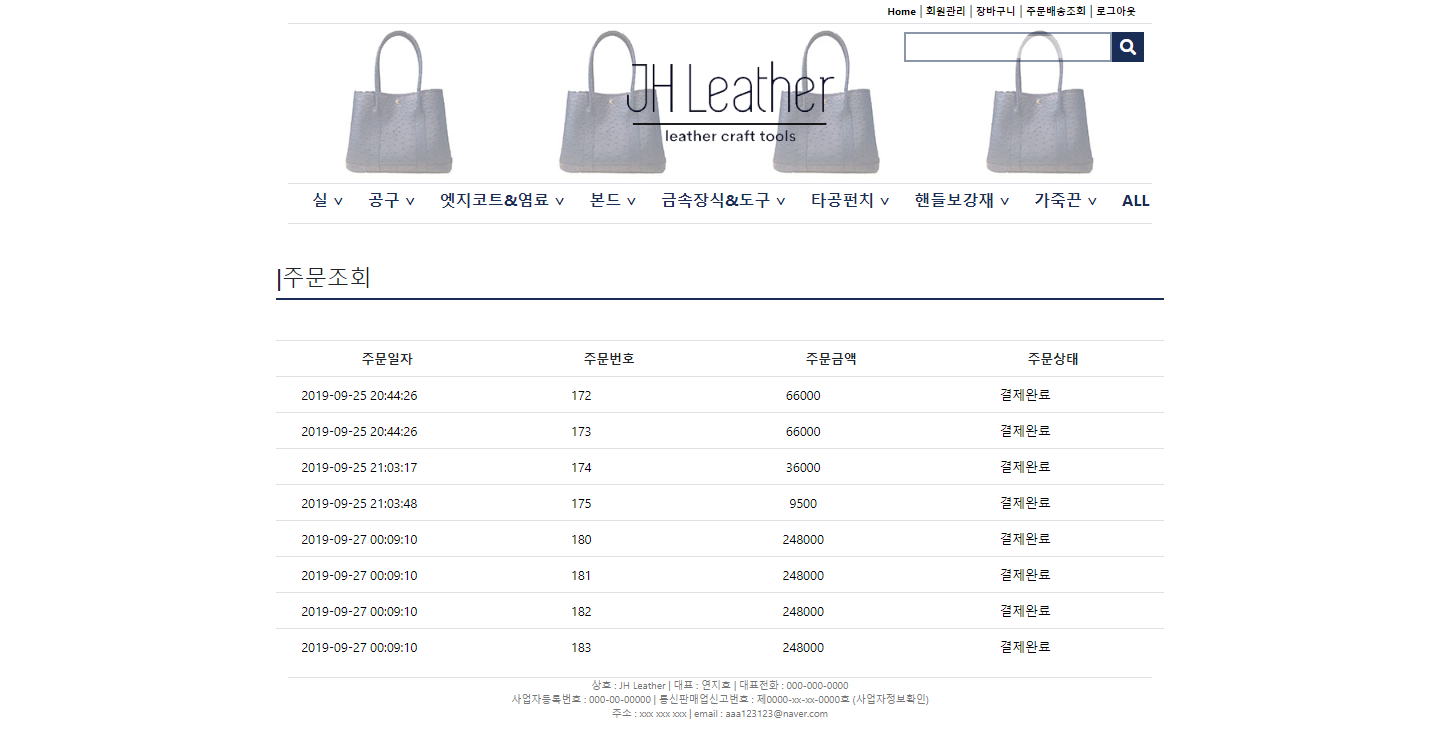 Home | 회원관리 | 장바구니 | 주문배송조회 | 로그아웃
JH Leather
leather craft tools
실 ∨ 공구 ∨ 엣지코트&염료 ∨ 본드 ∨ 금속장식&도구 ∨ 타공펀치 ∨ 핸들보강재 ∨ 가죽끈 ∨ ALL
|주문조회
주문일자 주문번호 주문금액 주문상태
2019-09-25 20:44:26 172 66000 결제완료
2019-09-25 20:44:26 173 66000 결제완료
2019-09-25 21:03:17 174 36000 결제완료
2019-09-25 21:03:48 175 9500 결제완료
2019-09-27 00:09:10 180 248000 결제완료
2019-09-27 00:09:10 181 248000 결제완료
2019-09-27 00:09:10 182 248000 결제완료
2019-09-27 00:09:10 183 248000 결제완료
상호 : JH Leather | 대표 : 연지호 | 대표전화 : 000-000-0000
사업자등록번호 : 000-00-00000 | 통신판매업신고번호 : 제0000-xx-xx-0000호 (사업자정보확인)
주소 : xxx xxx xxx | email : aaa123123@naver.com